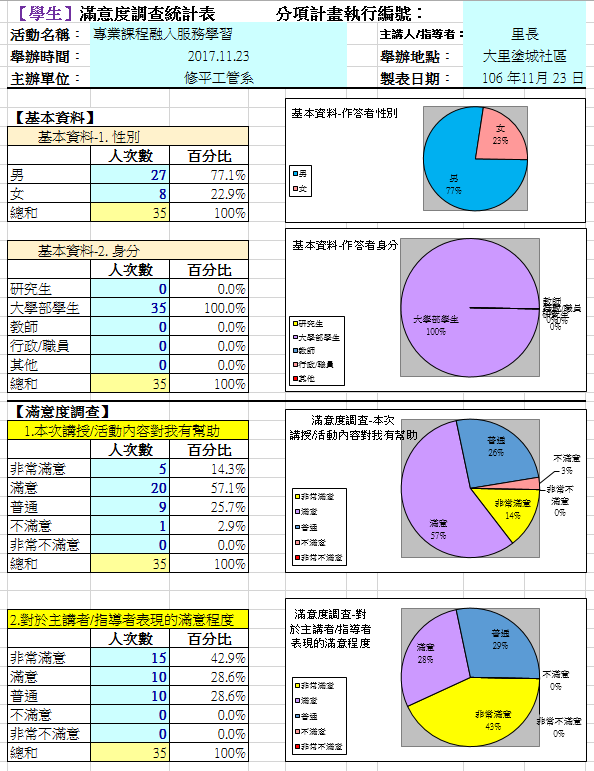 【學生】滿意度調查統計表 分項計畫執行編號：
活動名稱： 專業課程融入服務學習 主講人/指導者： 里長
舉辦時間： 2017.11.23 舉辦地點： 大里塗城社區
主辦單位： 修平工管系 製表日期： 106 年11月 23 日
【基本資料】
基本資料-1. 性別
人次數 百分比
男 27 77.1%
女 8 22.9%
總和 35 100%
基本資料-作答者性別
女
23%
男
77%
男
女
基本資料-2. 身分
人次數 百分比
研究生 0 0.0%
大學部學生 35 100.0%
教師 0 0.0%
行政/職員 0 0.0%
其他 0 0.0%
總和 35 100%
基本資料-作答者身分
大學部學生
100%
教師
行政/職員
0%
研究生
大學部學生
教師
行政/職員
其他
【滿意度調查】
1.本次講授/活動內容對我有幫助
人次數 百分比
非常滿意 5 14.3%
滿意 20 57.1%
普通 9 25.7%
不滿意 1 2.9%
非常不滿意 0 0.0%
總和 35 100%
滿意度調查-本次
講授/活動內容對我有幫助
普通
26%
不滿意
3%
非常不
滿意
0%
非常滿意
14%
滿意
57%
非常滿意
滿意
普通
不滿意
非常不滿意
2.對於主講者/指導者表現的滿意程度
人次數 百分比
非常滿意 15 42.9%
滿意 10 28.6%
普通 10 28.6%
不滿意 0 0.0%
非常不滿意 0 0.0%
總和 35 100%
滿意度調查-對
於主講者/指導者
表現的滿意程度
滿意
28%
普通
29%
不滿意
0%
非常滿意
43%
非常不滿意
0%
非常滿意
滿意
普通
不滿意
非常不滿意